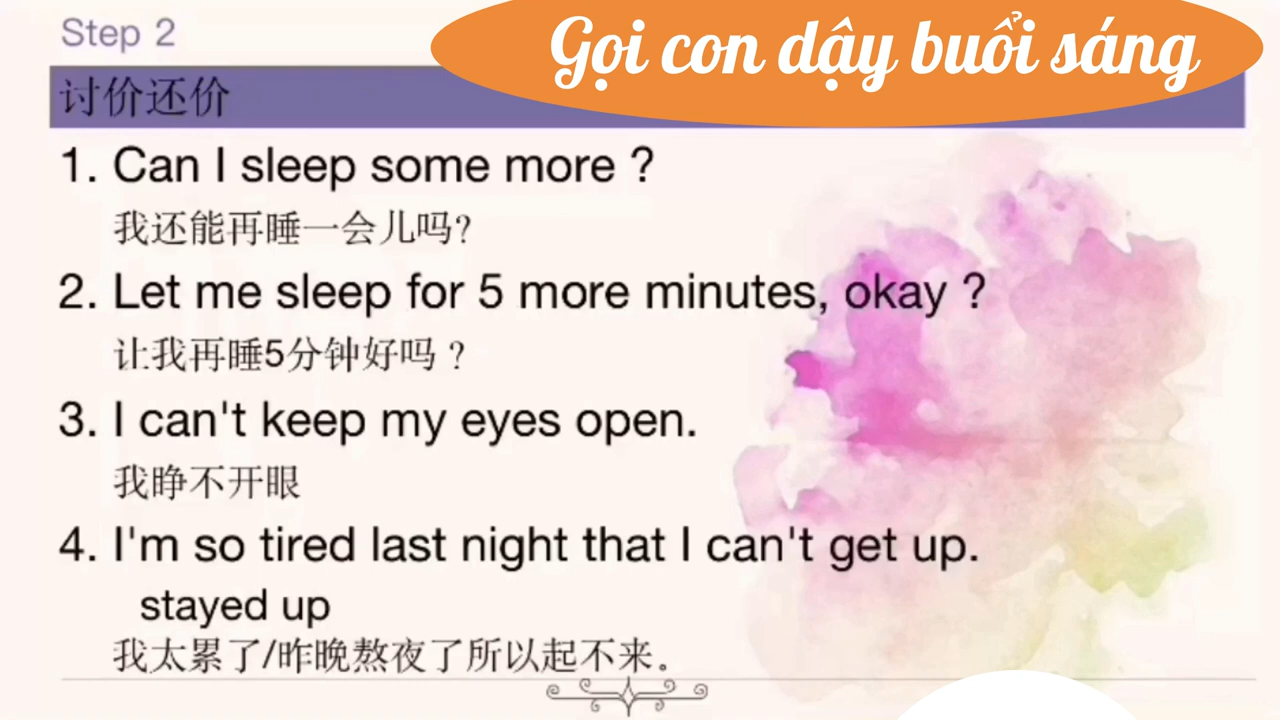 Step 2
Gọi con dậy buổi sáng
讨价还价
1. Can I sleep some more ?
我还能再睡一会儿吗?
2. Let me sleep for 5 more minutes, okay ?
让我再睡5分钟好吗 ?
3. I can't keep my eyes open.
我睁不开眼
4. I'm so tired last night that I can't get up.
stayed up
我太累了/昨晚熬夜了所以起不来。